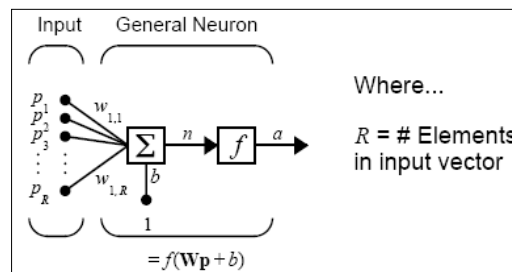 Input General Neuron
p1 w1,1
p2
p3
Σ n f a
b
pR w1,R
1
= f(Wp + b)
Where...
R = # Elements
in input vector